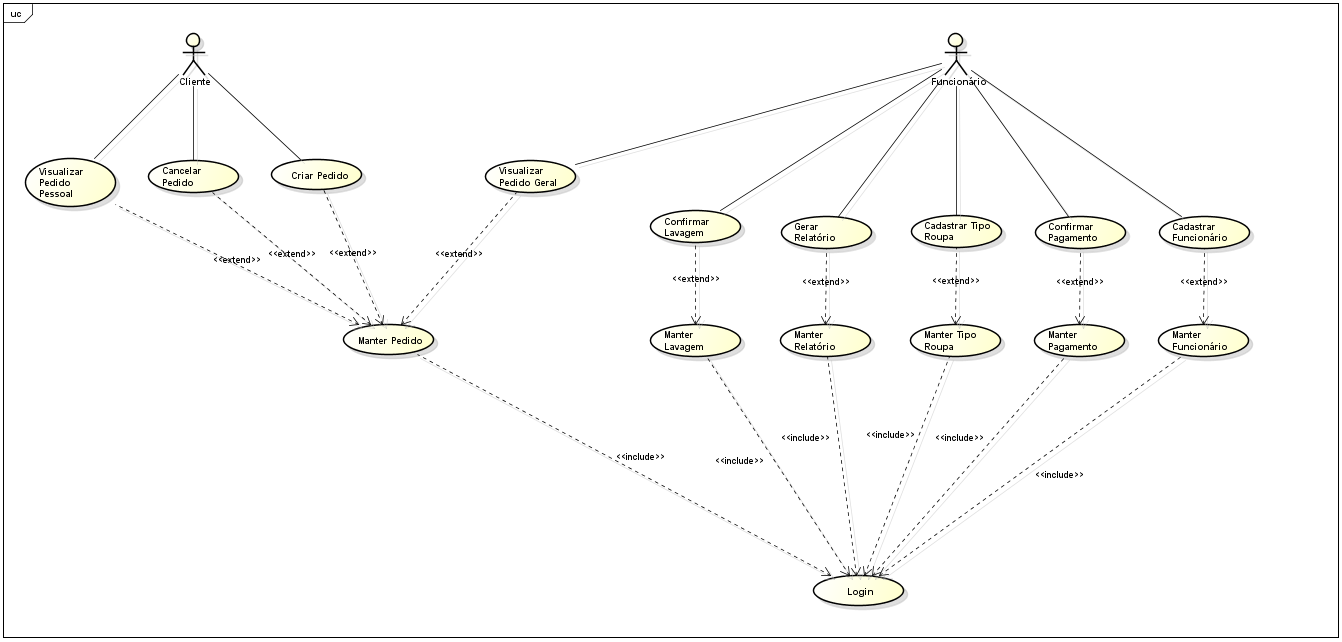 uc
Cliente
Funcionário
Visualizar
Pedido
Pessoal
Cancelar
Pedido
Criar Pedido
Visualizar
Pedido Geral
Confirmar
Lavagem
Gerar
Relatório
Cadastrar Tipo
Roupa
Confirmar
Pagamento
Cadastrar
Funcionário
<<extend>>
<<extend>>
<<extend>>
<<extend>>
<<extend>>
<<extend>>
<<extend>>
<<extend>>
<<extend>>
Manter Pedido
Manter
Lavagem
Manter
Relatório
Manter Tipo
Roupa
Manter
Pagamento
Manter
Funcionário
<<include>>
<<include>>
<<include>>
<<include>>
<<include>>
<<include>>
Login